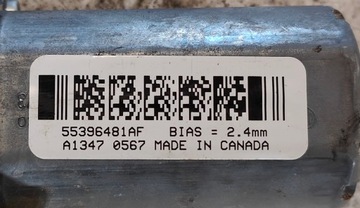 55396481AF BIAS = 2.4mm
A1347 0567 MADE IN CANADA